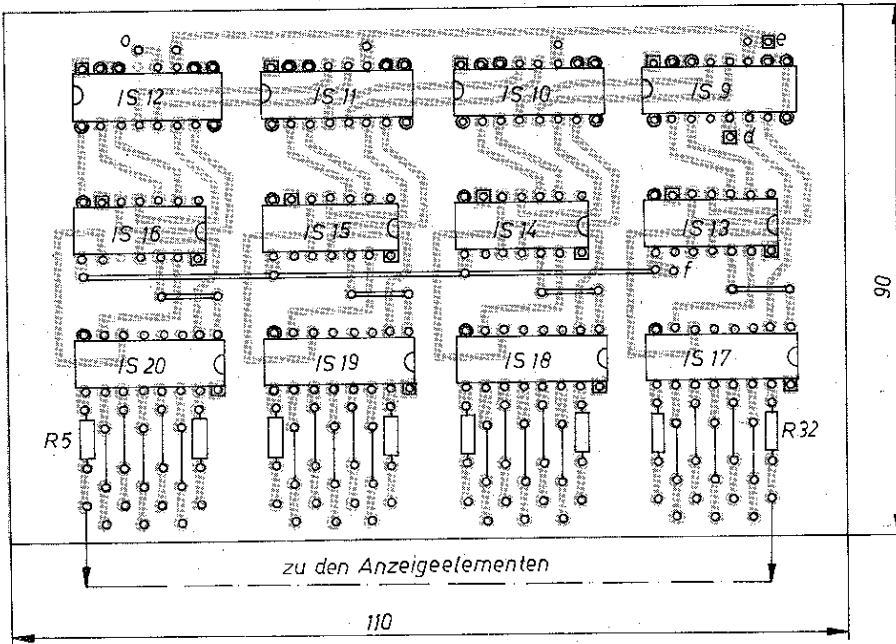 o e
IS 12 IS 11 IS 10 IS 9
d
IS 16 IS 15 IS 14 IS 13
f
90
IS 20 IS 19 IS 18 IS 17
R5 R32
zu den Anzeigeelementen
110